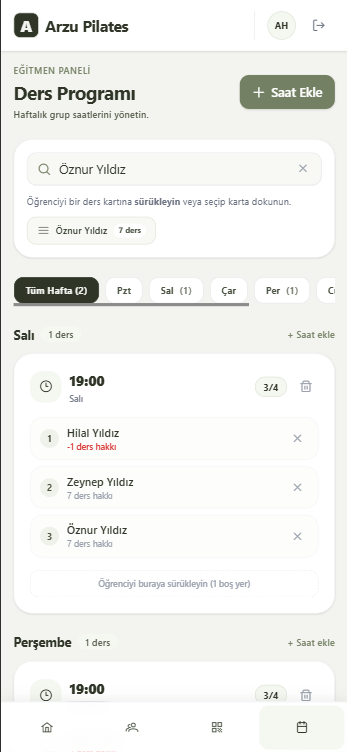 A Arzu Pilates
AH
EĞİTMEN PANELİ
Ders Programı
Haftalık grup saatlerini yönetin.
+ Saat Ekle
Öznur Yıldız
Öğrenciyi bir ders kartına sürükleyin veya seçip karta dokunun.
Öznur Yıldız 7 ders
Tüm Hafta (2) Pzt Sal (1) Çar Per (1)
Salı 1 ders + Saat ekle
19:00
Salı
3/4
1 Hilal Yıldız
-1 ders hakkı
2 Zeynep Yıldız
7 ders hakkı
3 Öznur Yıldız
7 ders hakkı
Öğrenciyi buraya sürükleyin (1 boş yer)
Perşembe 1 ders + Saat ekle
19:00
3/4